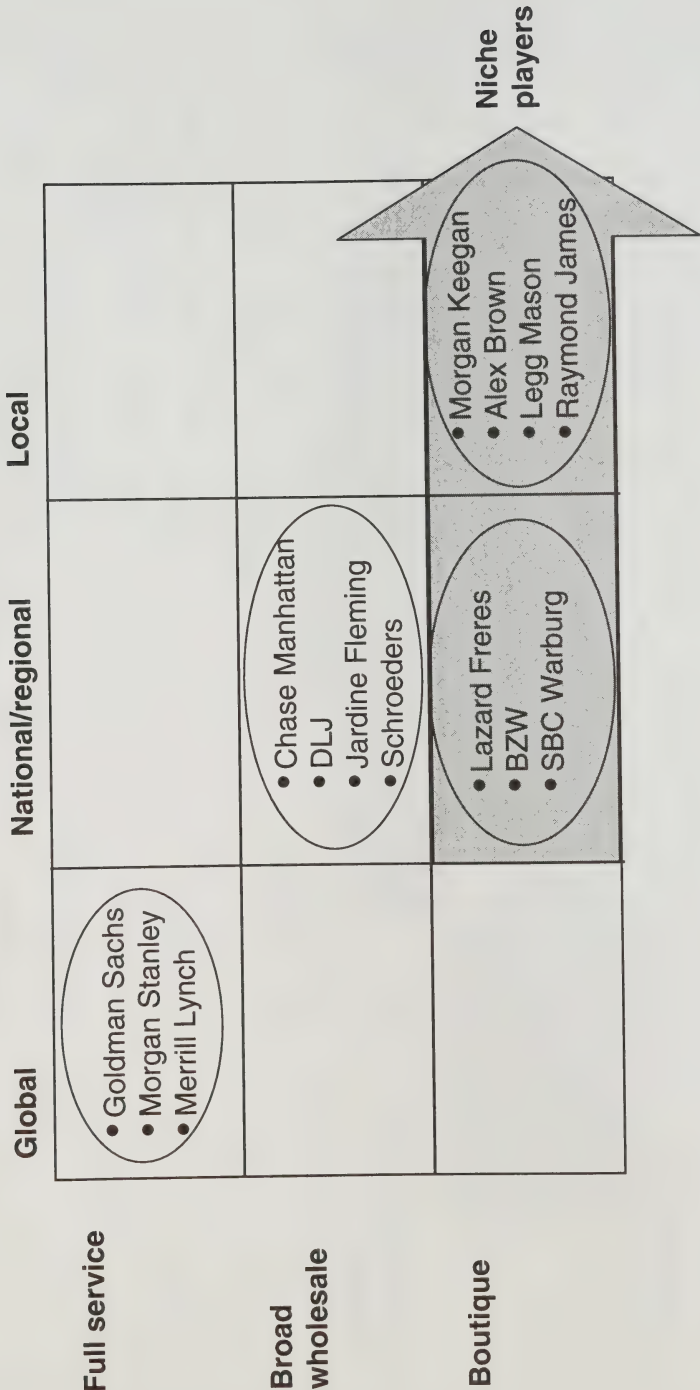 Global
National/regional
Local
Full service
• Goldman Sachs
• Morgan Stanley
• Merrill Lynch
Broad
wholesale
• Chase Manhattan
• DLJ
• Jardine Fleming
• Schroeders
Boutique
• Lazard Freres
• BZW
• SBC Warburg
• Morgan Keegan
• Alex Brown
• Legg Mason
• Raymond James
Niche
players